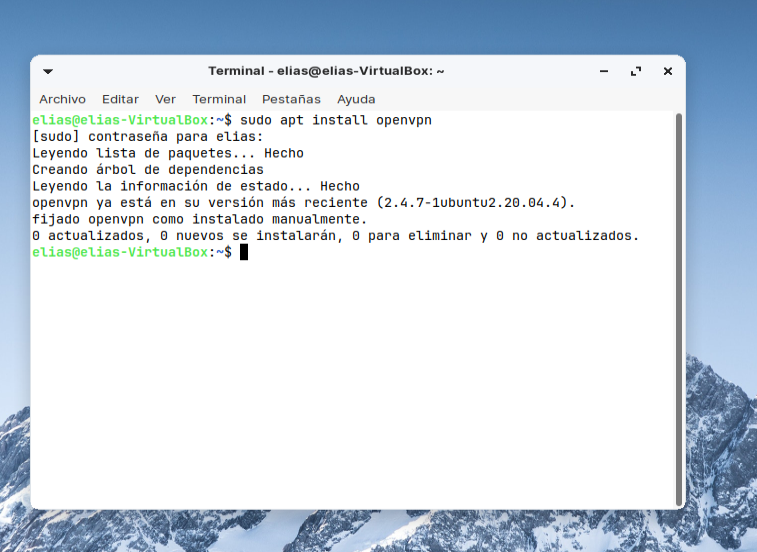 Terminal - elias@elias-VirtualBox: ~
Archivo Editar Ver Terminal Pestañas Ayuda
elias@elias-VirtualBox:~$ sudo apt install openvpn
[sudo] contraseña para elias:
Leyendo lista de paquetes... Hecho
Creando árbol de dependencias
Leyendo la información de estado... Hecho
openvpn ya está en su versión más reciente (2.4.7-1ubuntu2.20.04.4).
fijado openvpn como instalado manualmente.
0 actualizados, 0 nuevos se instalarán, 0 para eliminar y 0 no actualizados.
elias@elias-VirtualBox:~$